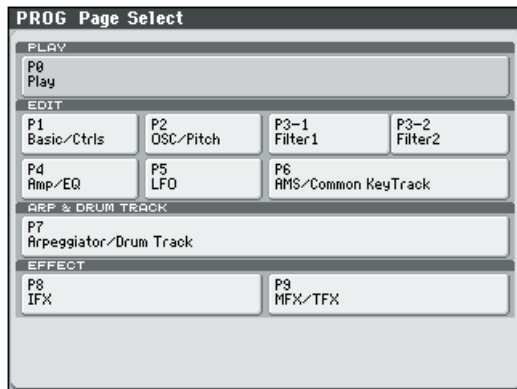 PROG Page Select
PLAY
P0
Play
EDIT
P1
Basic/Ctrls
P2
OSC/Pitch
P3-1
Filter1
P3-2
Filter2
P4
Amp/EQ
P5
LFO
P6
AMS/Common KeyTrack
ARP & DRUM TRACK
P7
Arpeggiator/Drum Track
EFFECT
P8
IFX
P9
MFX/TFX